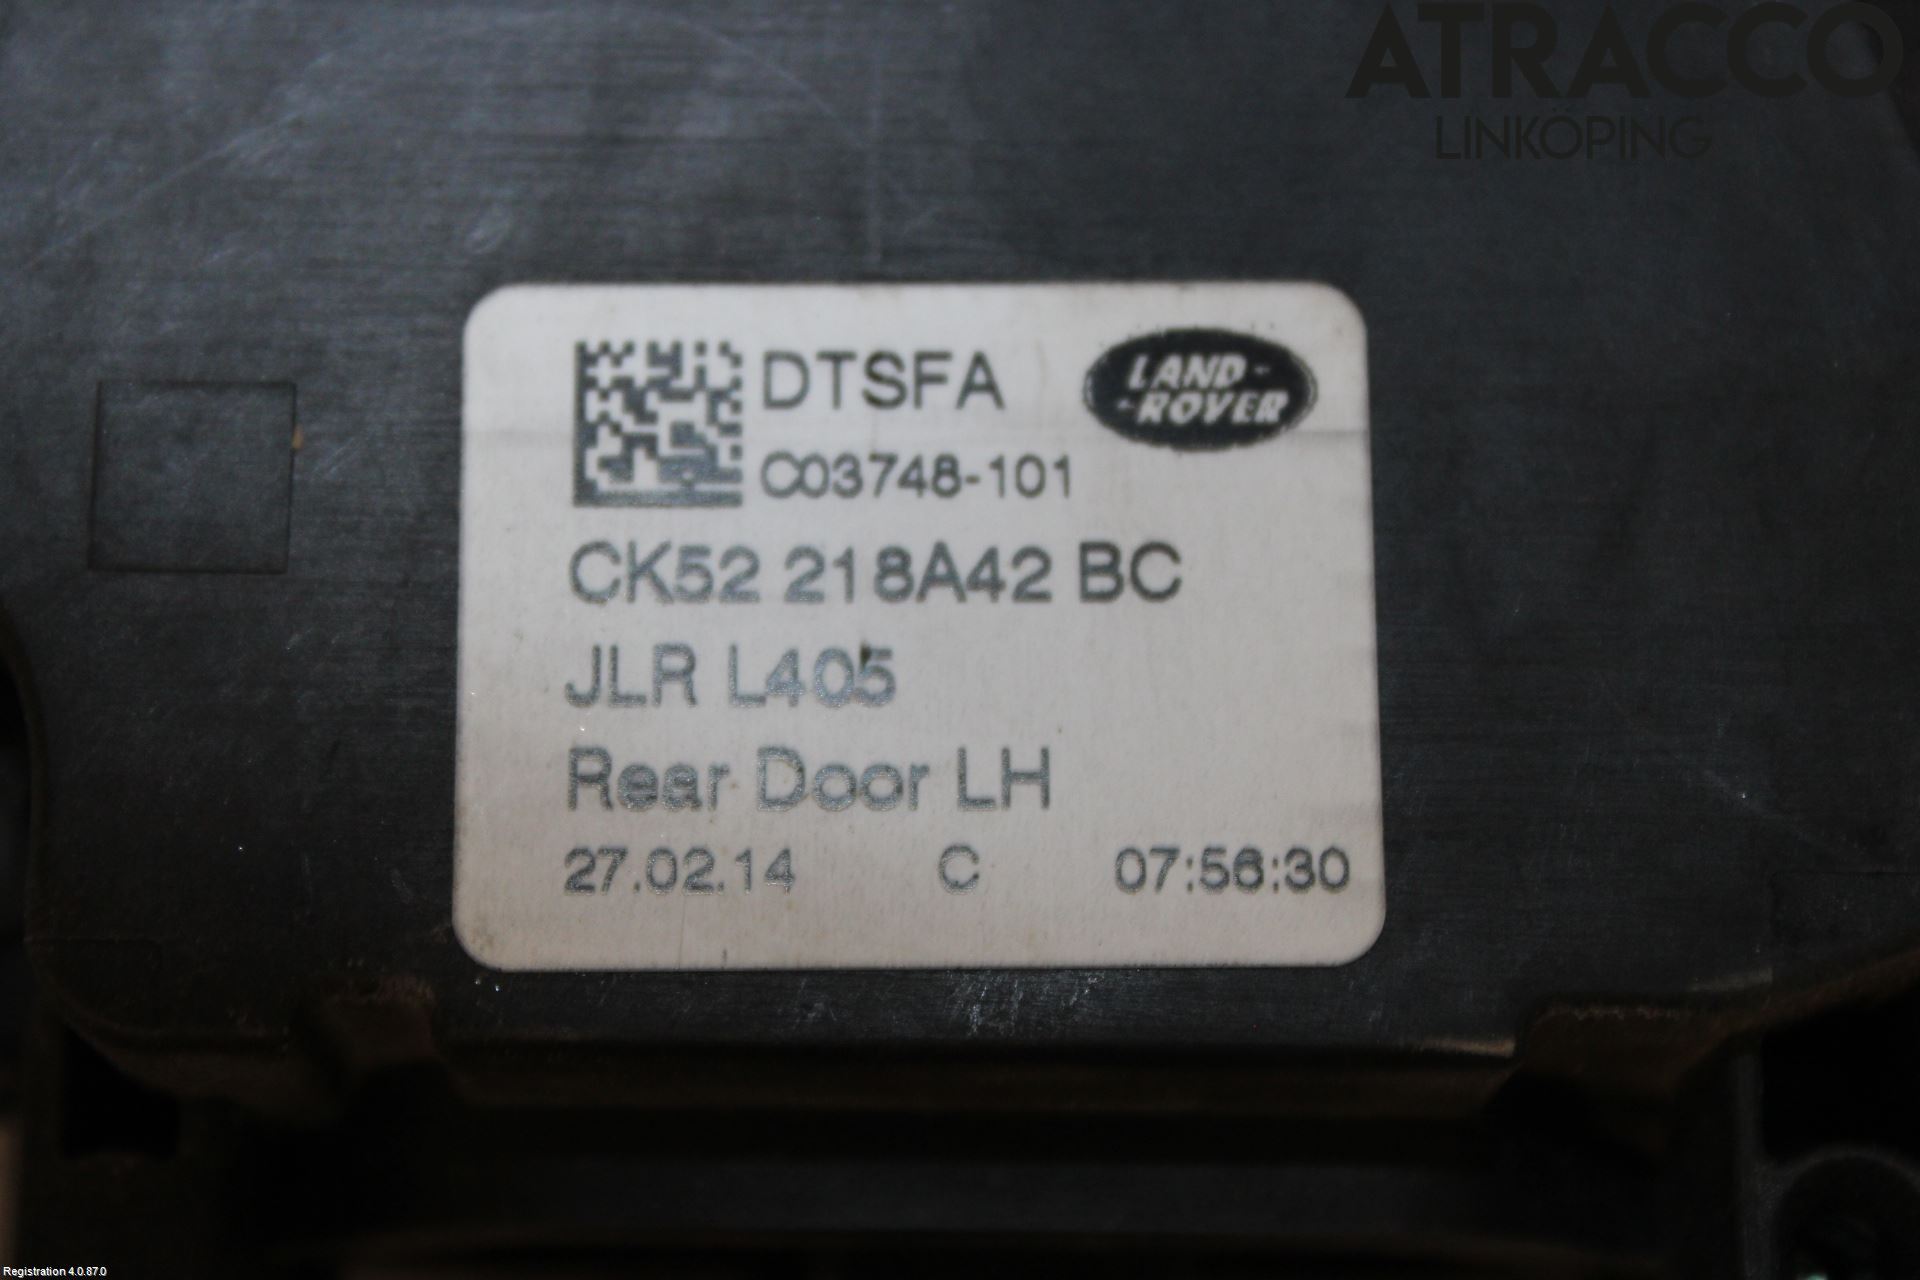 ATRACCO
LINKÖPING
DTSFA
LAND-
-ROVER
C03748-101
CK52 218A42 BC
JLR L405
Rear Door LH
27.02.14 C 07:56:30
Registration 4.0.87.0